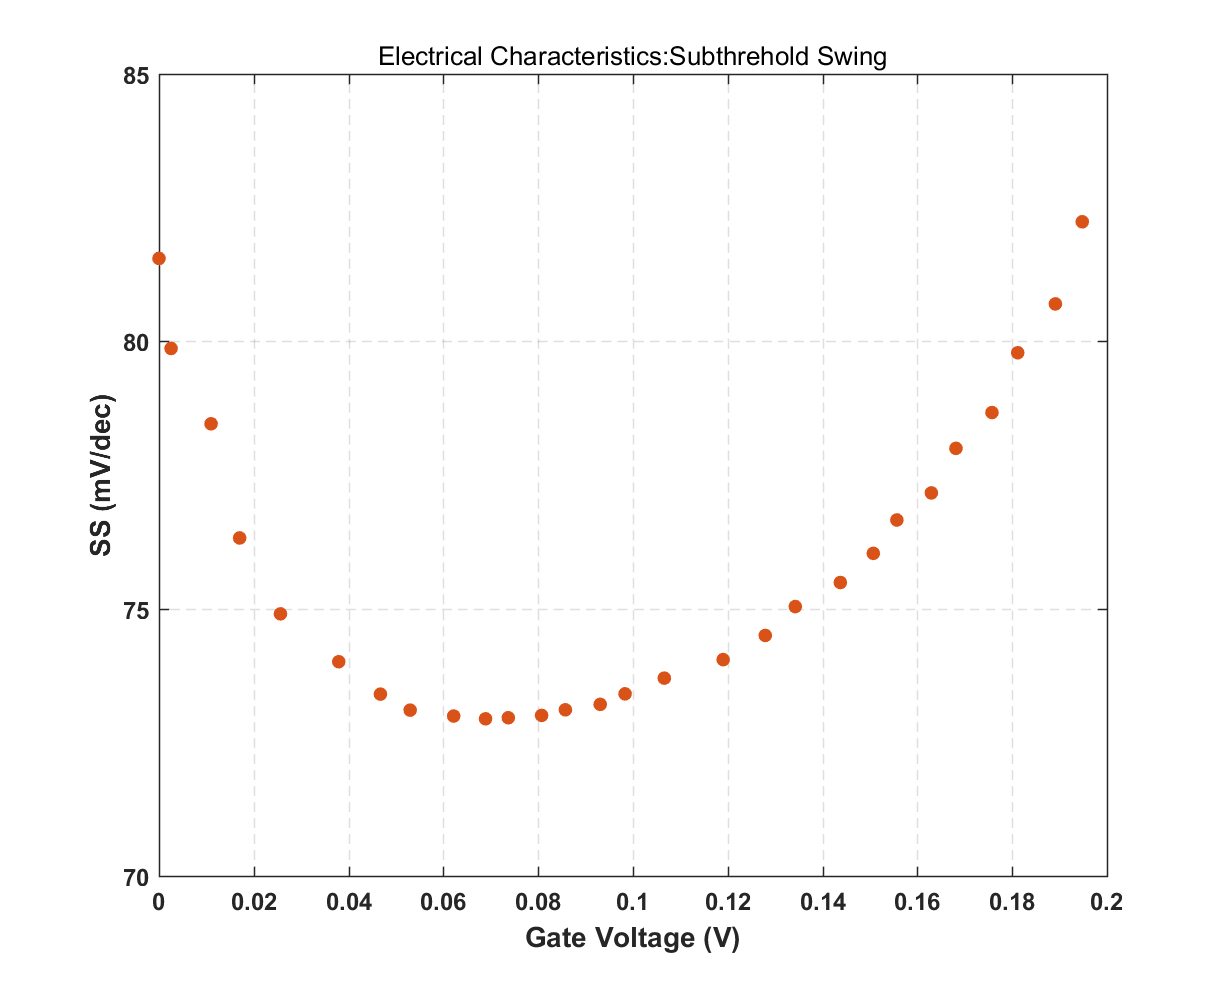 Electrical Characteristics:Subthrehold Swing
85
80
75
70
SS (mV/dec)
0 0.02 0.04 0.06 0.08 0.1 0.12 0.14 0.16 0.18 0.2
Gate Voltage (V)